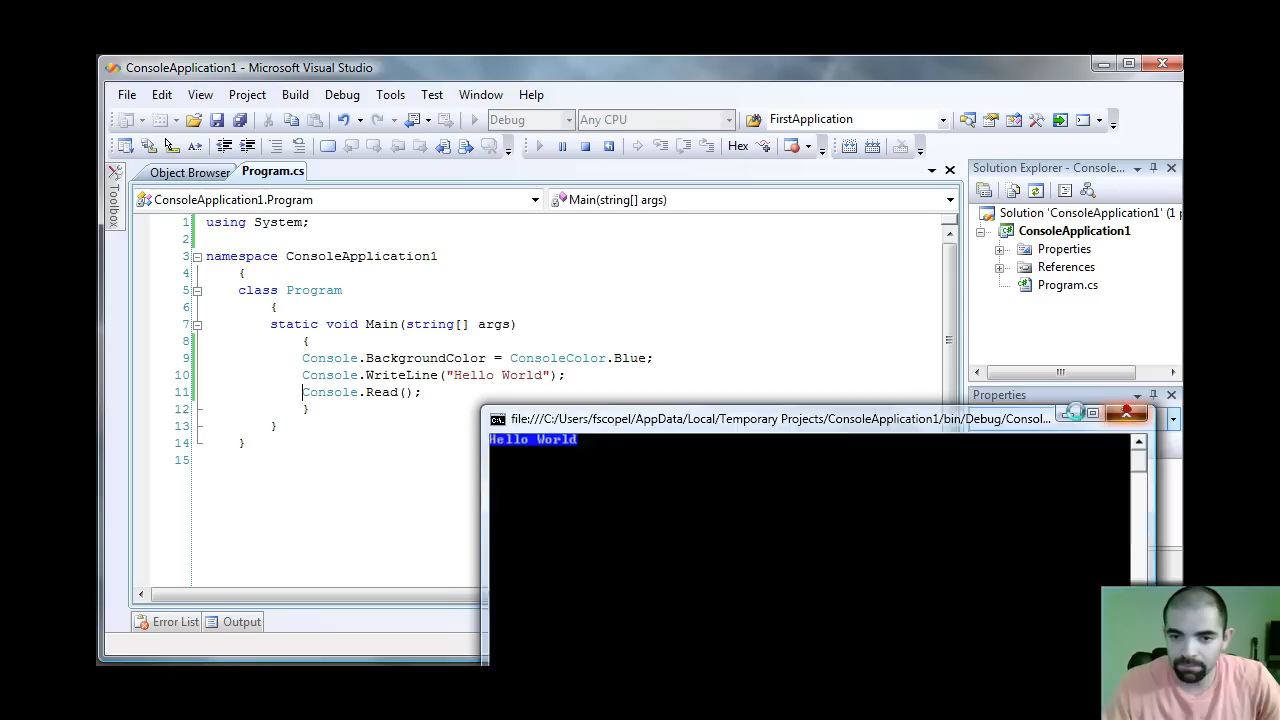 ConsoleApplication1 - Microsoft Visual Studio
File Edit View Project Build Debug Tools Test Window Help
Debug Any CPU FirstApplication
Hex
Toolbox
Object Browser Program.cs
ConsoleApplication1.Program Main(string[] args)
1 using System;
2
3 namespace ConsoleApplication1
4 {
5 class Program
6 {
7 static void Main(string[] args)
8 {
9 Console.BackgroundColor = ConsoleColor.Blue;
10 Console.WriteLine("Hello World");
11 Console.Read();
12 }
13 }
14 }
15
Error List Output
Solution Explorer - Console...
Solution 'ConsoleApplication1' (1 p
ConsoleApplication1
Properties
References
Program.cs
Properties
C:\.
file:///C:/Users/fscopel/AppData/Local/Temporary Projects/ConsoleApplication1/bin/Debug/Consol...
Hello World